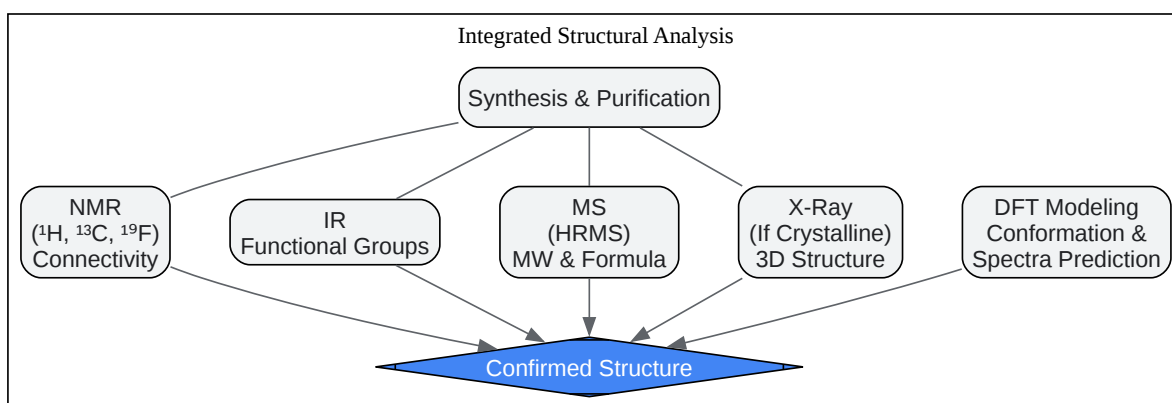 Integrated Structural Analysis
Synthesis & Purification
NMR
(¹H, ¹³C, ¹⁹F)
Connectivity
IR
Functional Groups
MS
(HRMS)
MW & Formula
X-Ray
(If Crystalline)
3D Structure
DFT Modeling
Conformation &
Spectra Prediction
Confirmed Structure